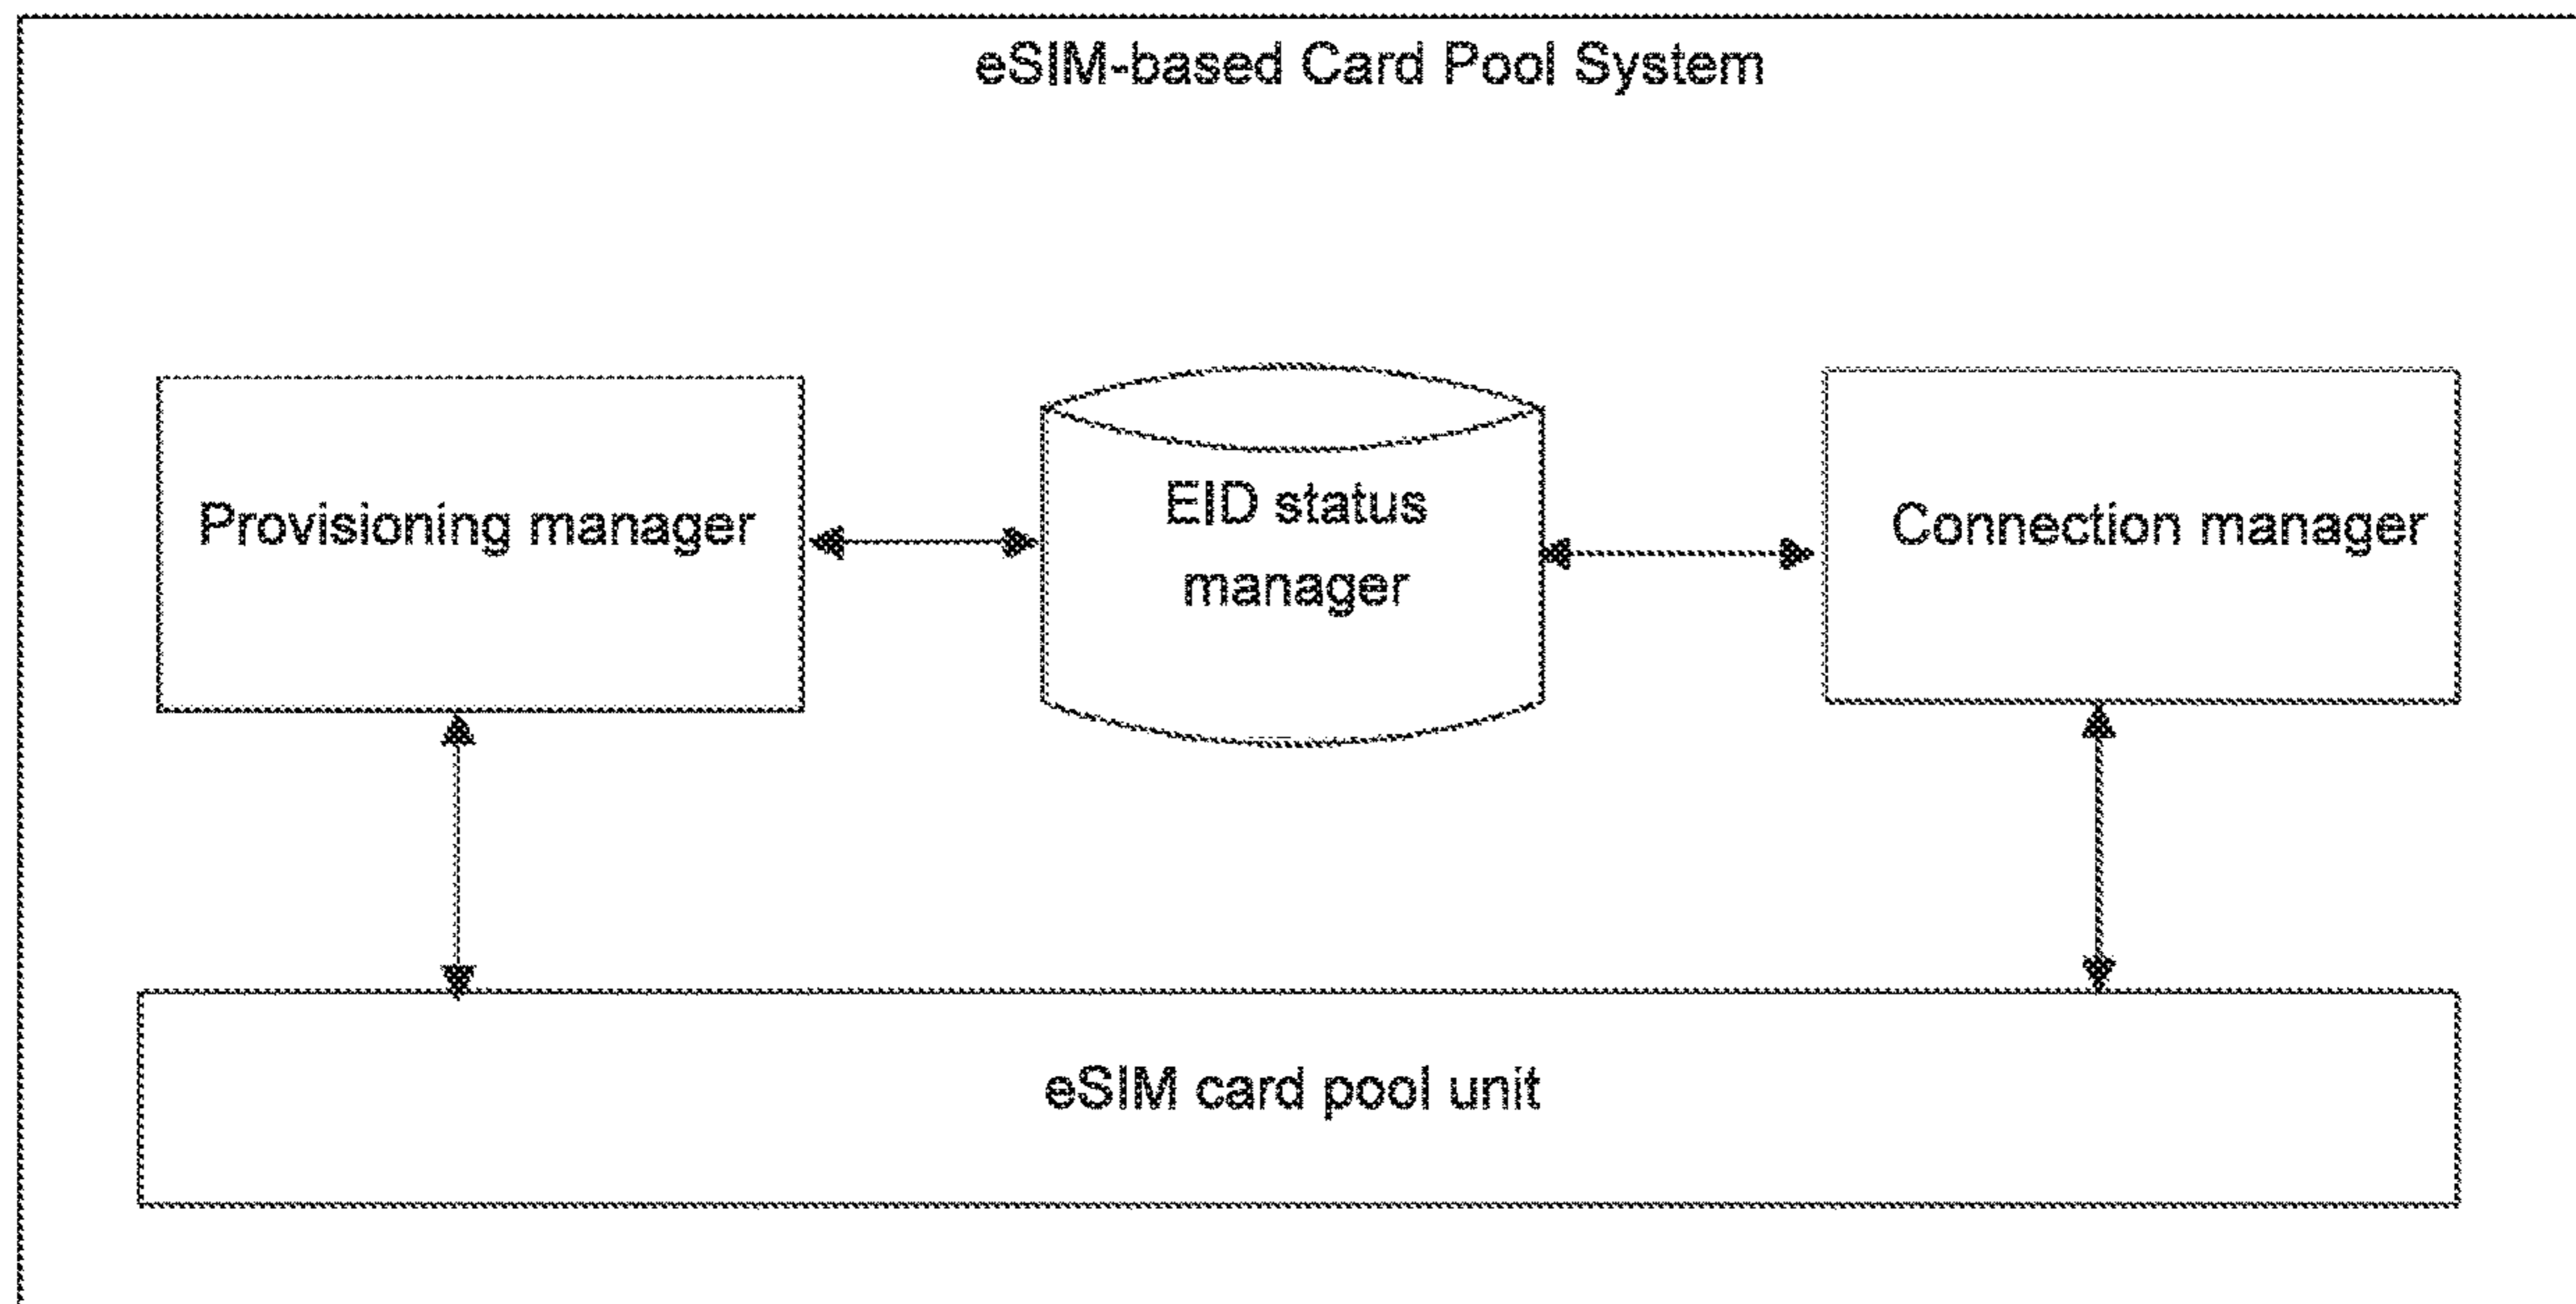 eSIM-based Card Pool System
Provisioning manager
EID status
manager
Connection manager
eSIM card pool unit